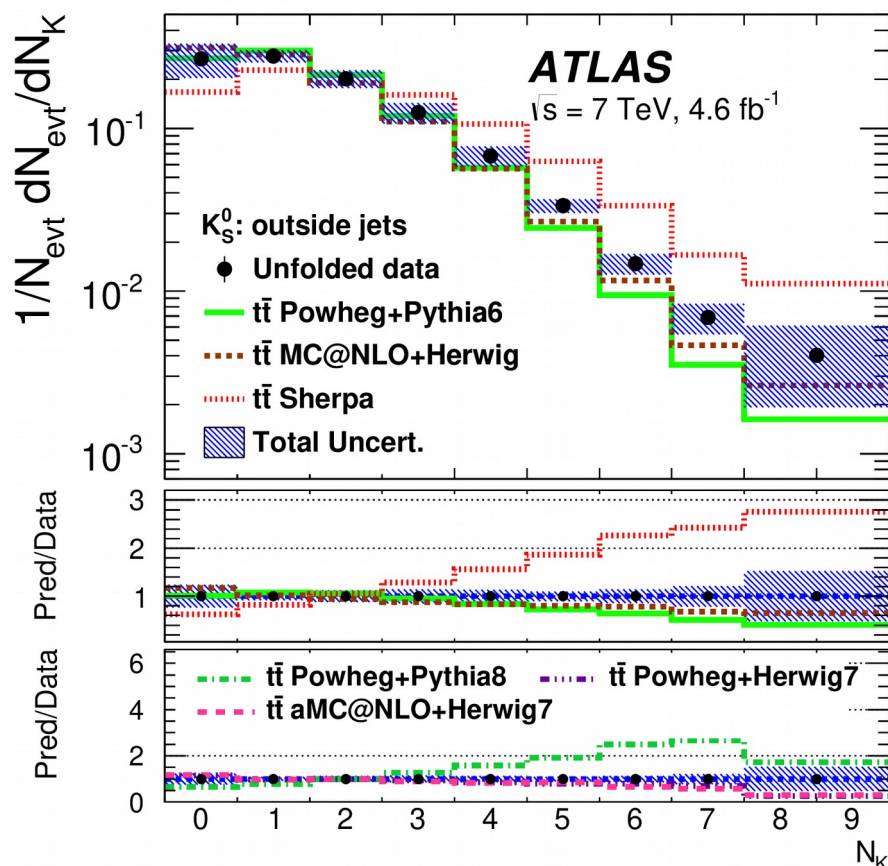 1/N_evt dN_evt/dN_K
10⁻¹
10⁻²
10⁻³
ATLAS
√s = 7 TeV, 4.6 fb⁻¹
K⁰_S: outside jets
Unfolded data
tt̄ Powheg+Pythia6
tt̄ MC@NLO+Herwig
tt̄ Sherpa
Total Uncert.
Pred/Data
3
2
1
Pred/Data
6
4
2
0
tt̄ Powheg+Pythia8
tt̄ Powheg+Herwig7
tt̄ aMC@NLO+Herwig7
0 1 2 3 4 5 6 7 8 9
N_K